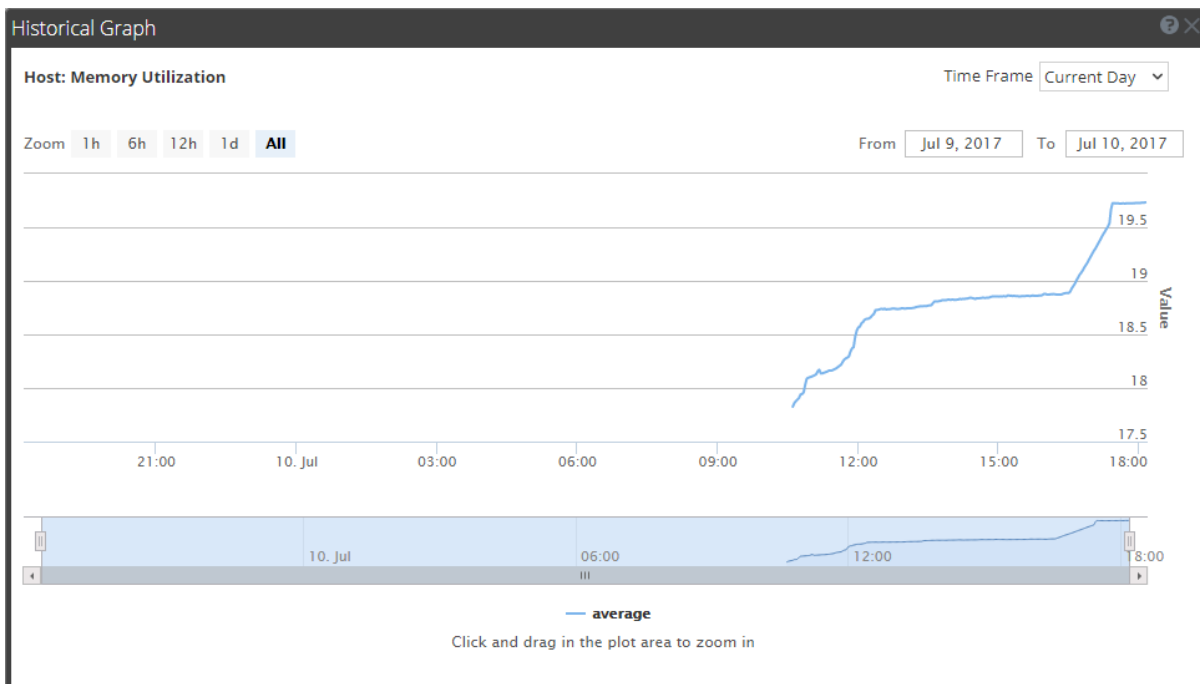 Historical Graph
Host: Memory Utilization
Time Frame Current Day
Zoom 1h 6h 12h 1d All
From Jul 9, 2017 To Jul 10, 2017
19.5
19
18.5
18
17.5
Value
21:00 10. Jul 03:00 06:00 09:00 12:00 15:00 18:00
10. Jul 06:00 12:00 18:00
average
Click and drag in the plot area to zoom in